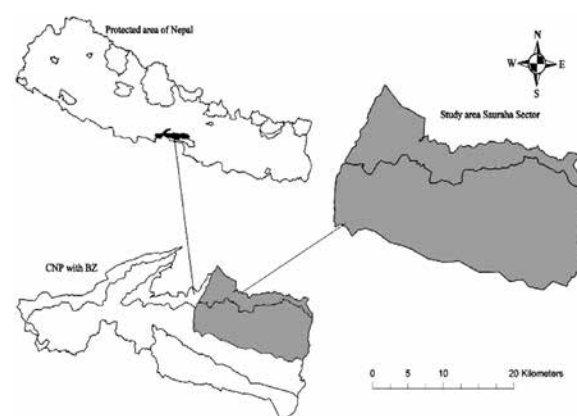 Protected area of Nepal
N
W E
S
Study area Sauraha Sector
CNP with BZ
0 5 10 20 Kilometers